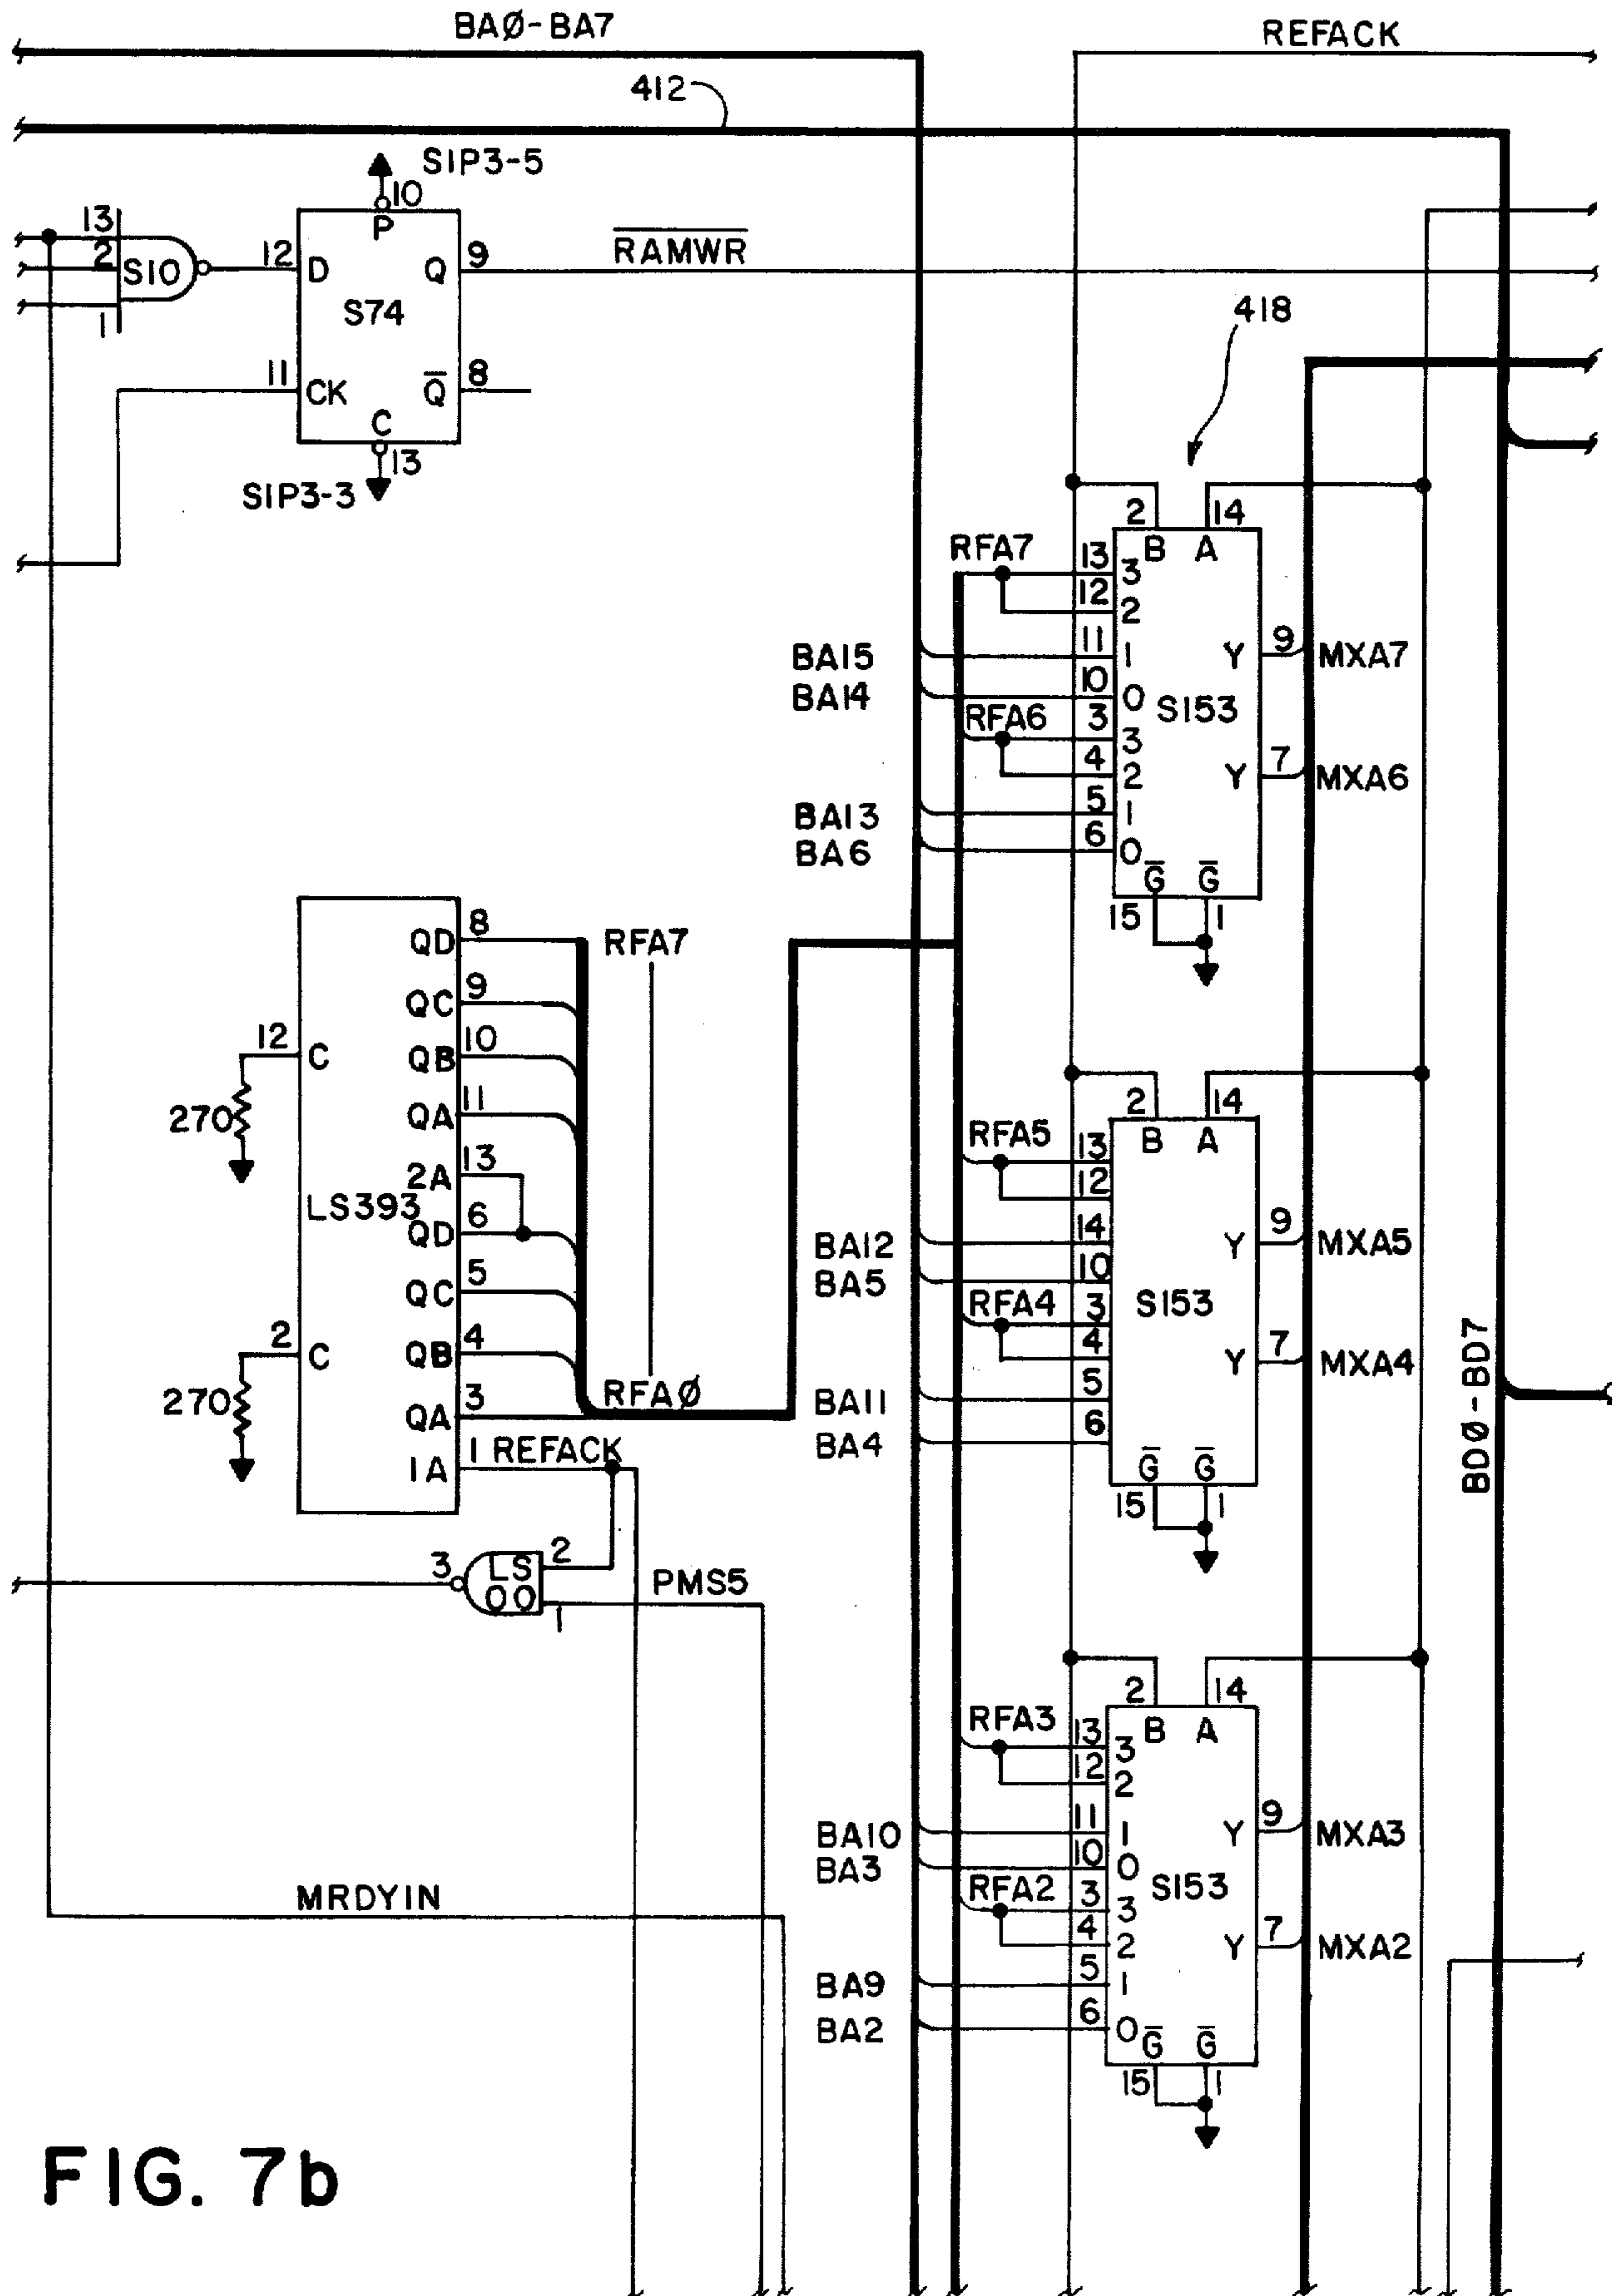 BAØ-BA7
REFACK
412
SIP3-5
10
P
13
2
1
S10
12
D
Q
9
RAMWR
S74
11
CK
Q
8
C
13
SIP3-3
418
2
14
B
A
RFA7
13
3
12
2
BA15
11
1
Y
9
MXA7
BA14
10
0
S153
RFA6
3
3
4
2
Y
7
MXA6
BA13
5
1
BA6
6
0
G
G
15
1
QD
8
RFA7
QC
9
12
C
QB
10
270
QA
11
2A
13
LS393
QD
6
QC
5
2
C
QB
4
270
QA
3
RFAØ
1A
1
REFACK
3
LS
00
2
1
PMS5
2
14
B
A
RFA5
13
12
BA12
14
Y
9
MXA5
BA5
10
RFA4
3
S153
4
Y
7
MXA4
BA11
5
BA4
6
G
G
15
1
BDØ-BD7
2
14
B
A
RFA3
13
3
12
2
BA10
11
1
Y
9
MXA3
BA3
10
0
S153
RFA2
3
3
4
2
Y
7
MXA2
BA9
5
1
BA2
6
0
G
G
15
1
MRDYIN
FIG. 7b